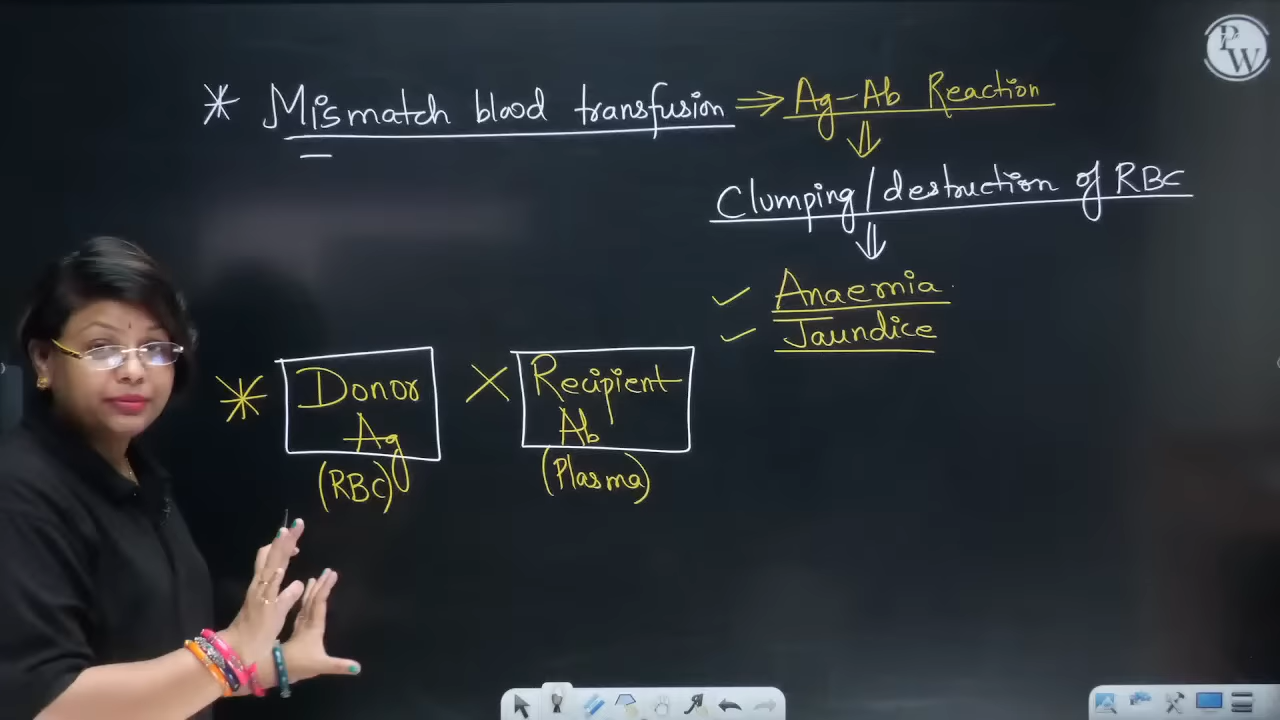 * Mismatch blood transfusion ⇒ Ag-Ab Reaction
⇓
Clumping/destruction of RBC
⇓
✓ Anaemia
✓ Jaundice
* Donor Ag (RBC) × Recipient Ab (Plasma)
PW